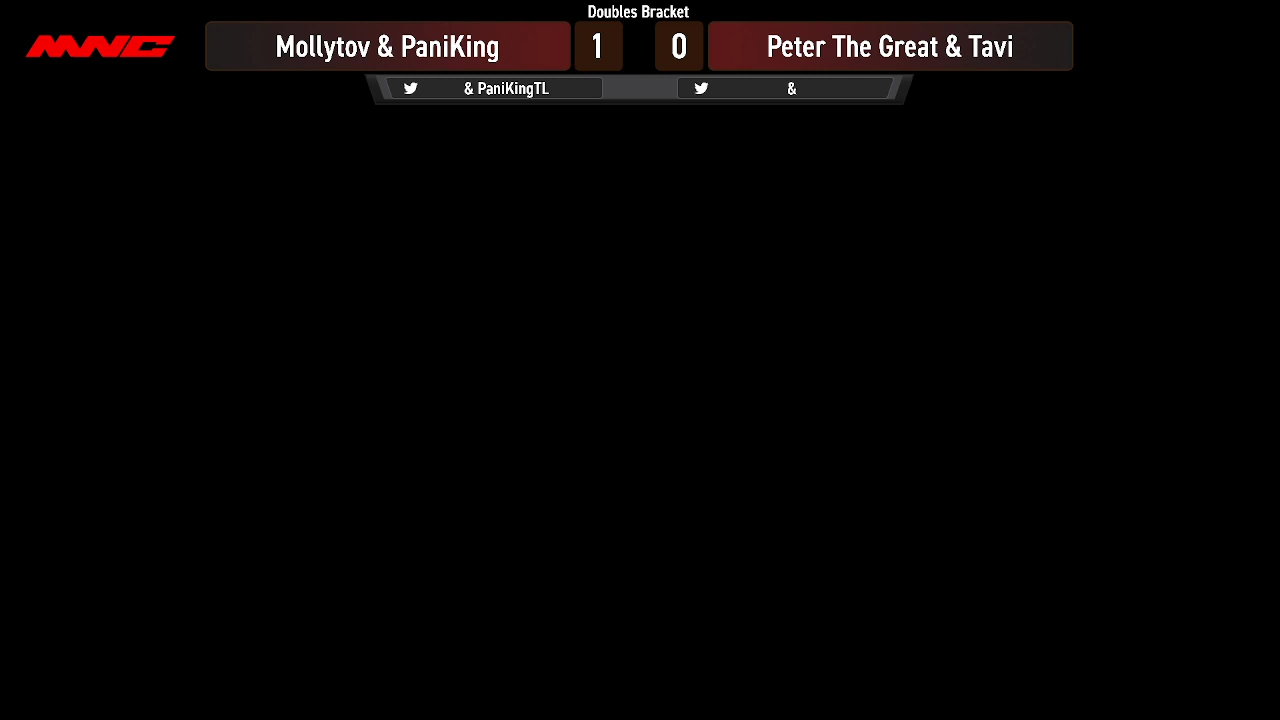 Doubles Bracket
MNC
Mollytov & PaniKing 1 0 Peter The Great & Tavi
& PaniKingTL &